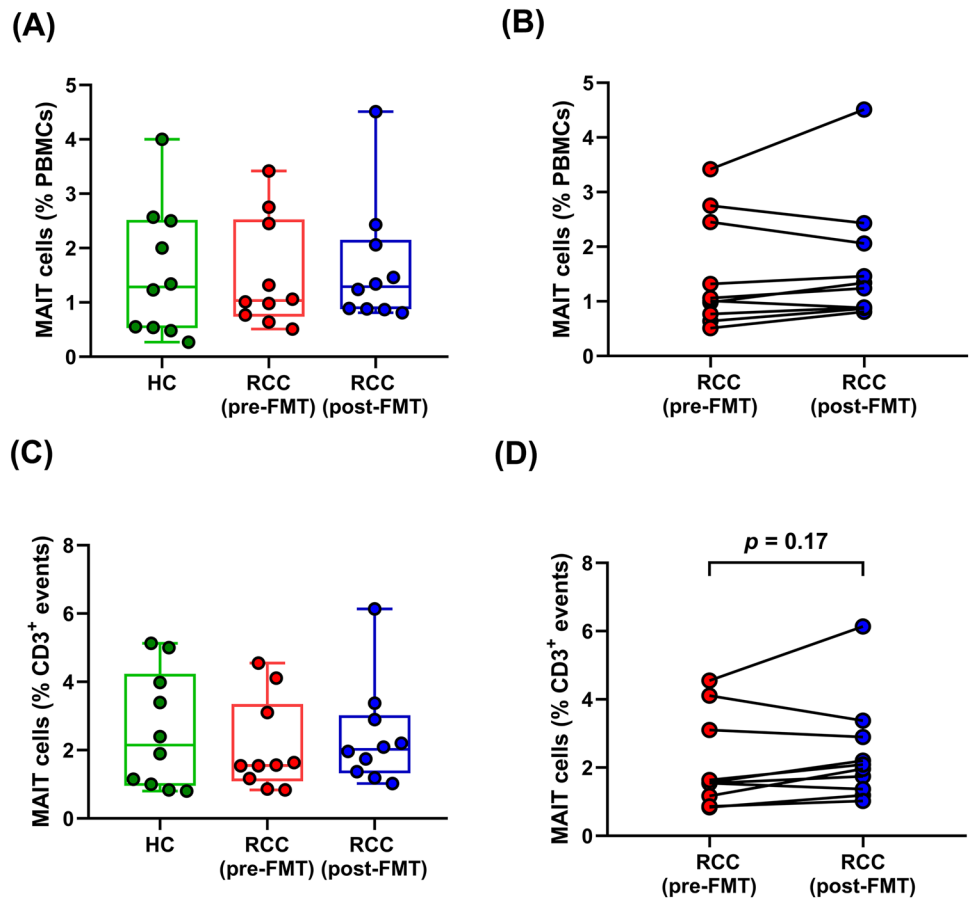 (A)
MAIT cells (% PBMCs)
5
4
3
2
1
0
HC
RCC
(pre-FMT)
RCC
(post-FMT)
(B)
MAIT cells (% PBMCs)
5
4
3
2
1
0
RCC
(pre-FMT)
RCC
(post-FMT)
(C)
MAIT cells (% CD3⁺ events)
8
6
4
2
0
HC
RCC
(pre-FMT)
RCC
(post-FMT)
(D)
p = 0.17
MAIT cells (% CD3⁺ events)
8
6
4
2
0
RCC
(pre-FMT)
RCC
(post-FMT)